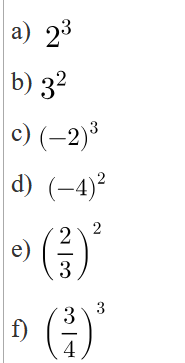 a) 2³
b) 3²
c) (−2)³
d) (−4)²
e) (2/3)²
f) (3/4)³